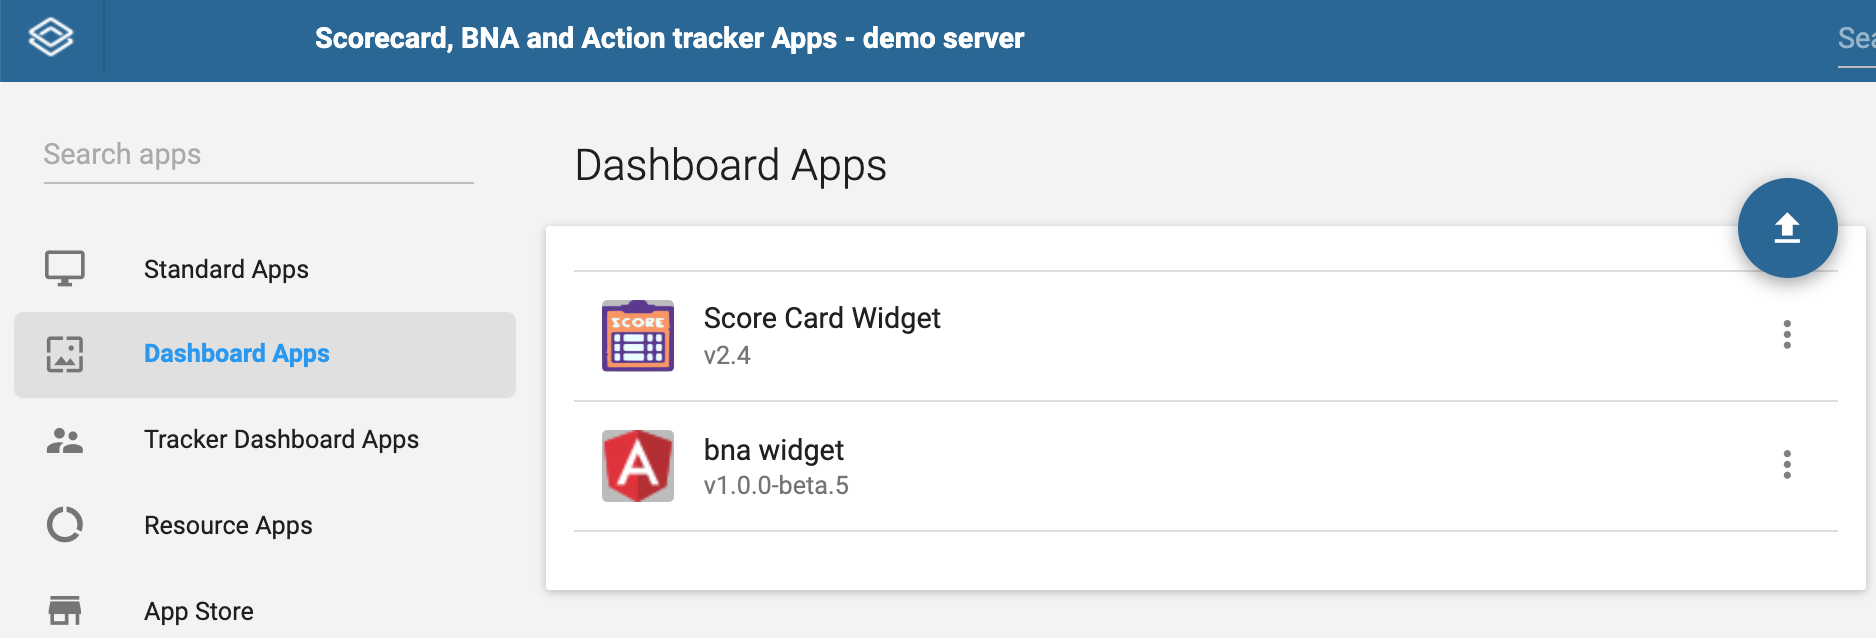 Scorecard, BNA and Action tracker Apps - demo server
Sea
Search apps
Standard Apps
Dashboard Apps
Tracker Dashboard Apps
Resource Apps
App Store
Dashboard Apps
SCORE
Score Card Widget
v2.4
A
bna widget
v1.0.0-beta.5